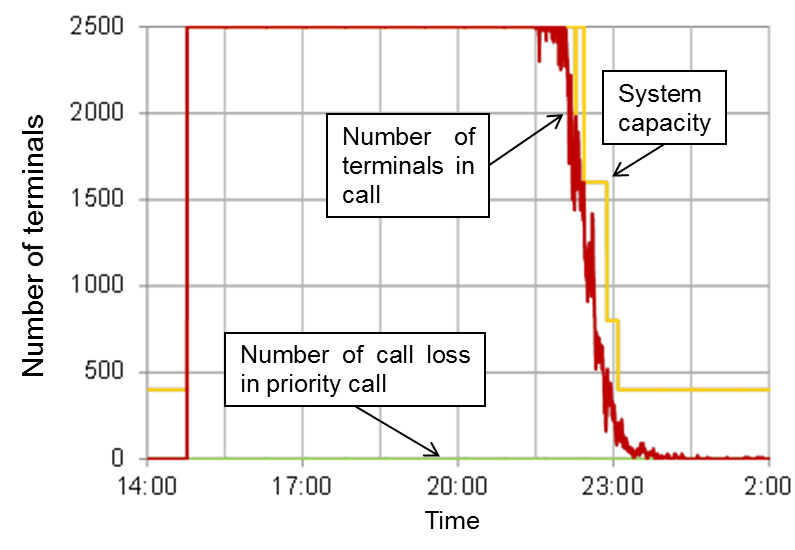 Number of terminals
2500
2000
1500
1000
500
0
Number of
terminals in
call
System
capacity
Number of call loss
in priority call
14:00 17:00 20:00 23:00 2:00
Time